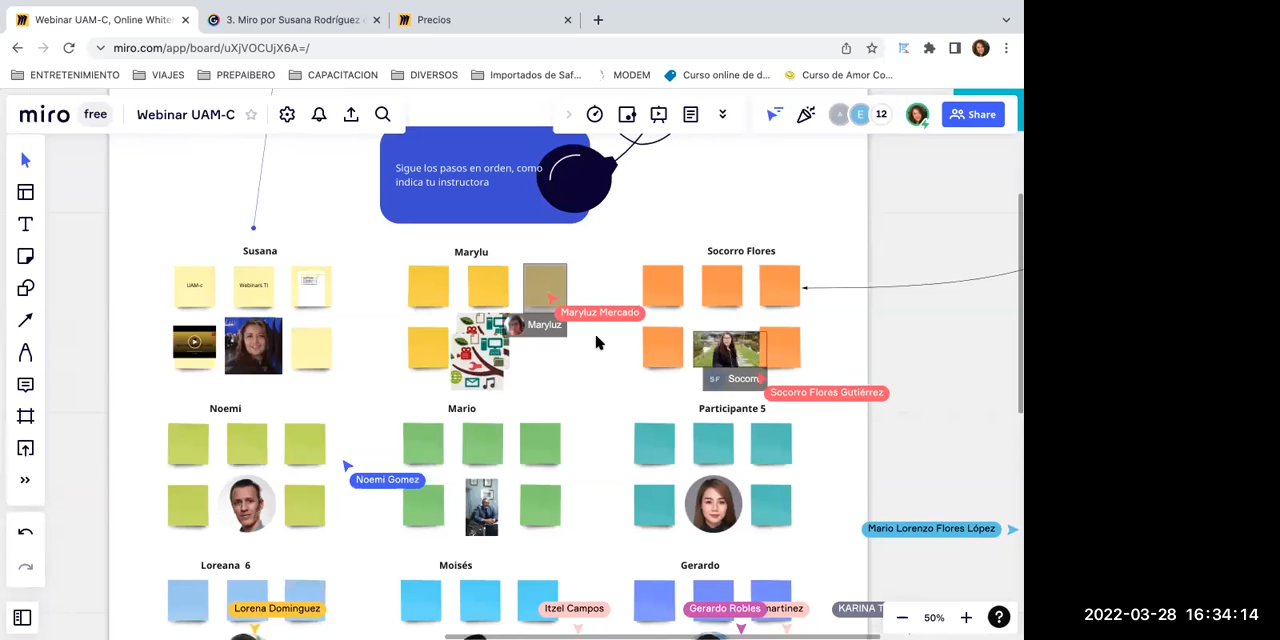 Webinar UAM-C, Online White
3. Miro por Susana Rodríguez
Precios
miro.com/app/board/uXjVOCUjX6A=/
ENTRETENIMIENTO
VIAJES
PREPAIBERO
CAPACITACION
DIVERSOS
Importados de Saf...
MODEM
Curso online de d...
Curso de Amor Co...
miro
free
Webinar UAM-C
A
E
12
Share
Sigue los pasos en orden, como
indica tu instructora
Susana
Marylu
Socorro Flores
UAM-c
Webinars TI
Maryluz Mercado
Maryluz
SF
Socorr
Socorro Flores Gutiérrez
Noemi
Mario
Participante 5
Noemi Gomez
Mario Lorenzo Flores López
Loreana 6
Moisés
Gerardo
Lorena Dominguez
Itzel Campos
Gerardo Robles
martinez
KARINA T
50%
2022-03-28 16:34:14